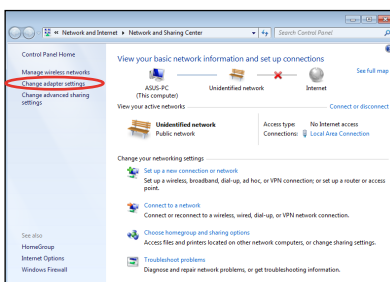 « Network and Internet ▸ Network and Sharing Center
Search Control Panel
Control Panel Home
Manage wireless networks
Change adapter settings
Change advanced sharing
settings
View your basic network information and set up connections
See full map
ASUS-PC
(This computer)
Unidentified network
Internet
View your active networks
Connect or disconnect
Unidentified network
Public network
Access type: No Internet access
Connections: Local Area Connection
Change your networking settings
Set up a new connection or network
Set up a wireless, broadband, dial-up, ad hoc, or VPN connection; or set up a router or access
point.
Connect to a network
Connect or reconnect to a wireless, wired, dial-up, or VPN network connection.
Choose homegroup and sharing options
Access files and printers located on other network computers, or change sharing settings.
Troubleshoot problems
Diagnose and repair network problems, or get troubleshooting information.
See also
HomeGroup
Internet Options
Windows Firewall